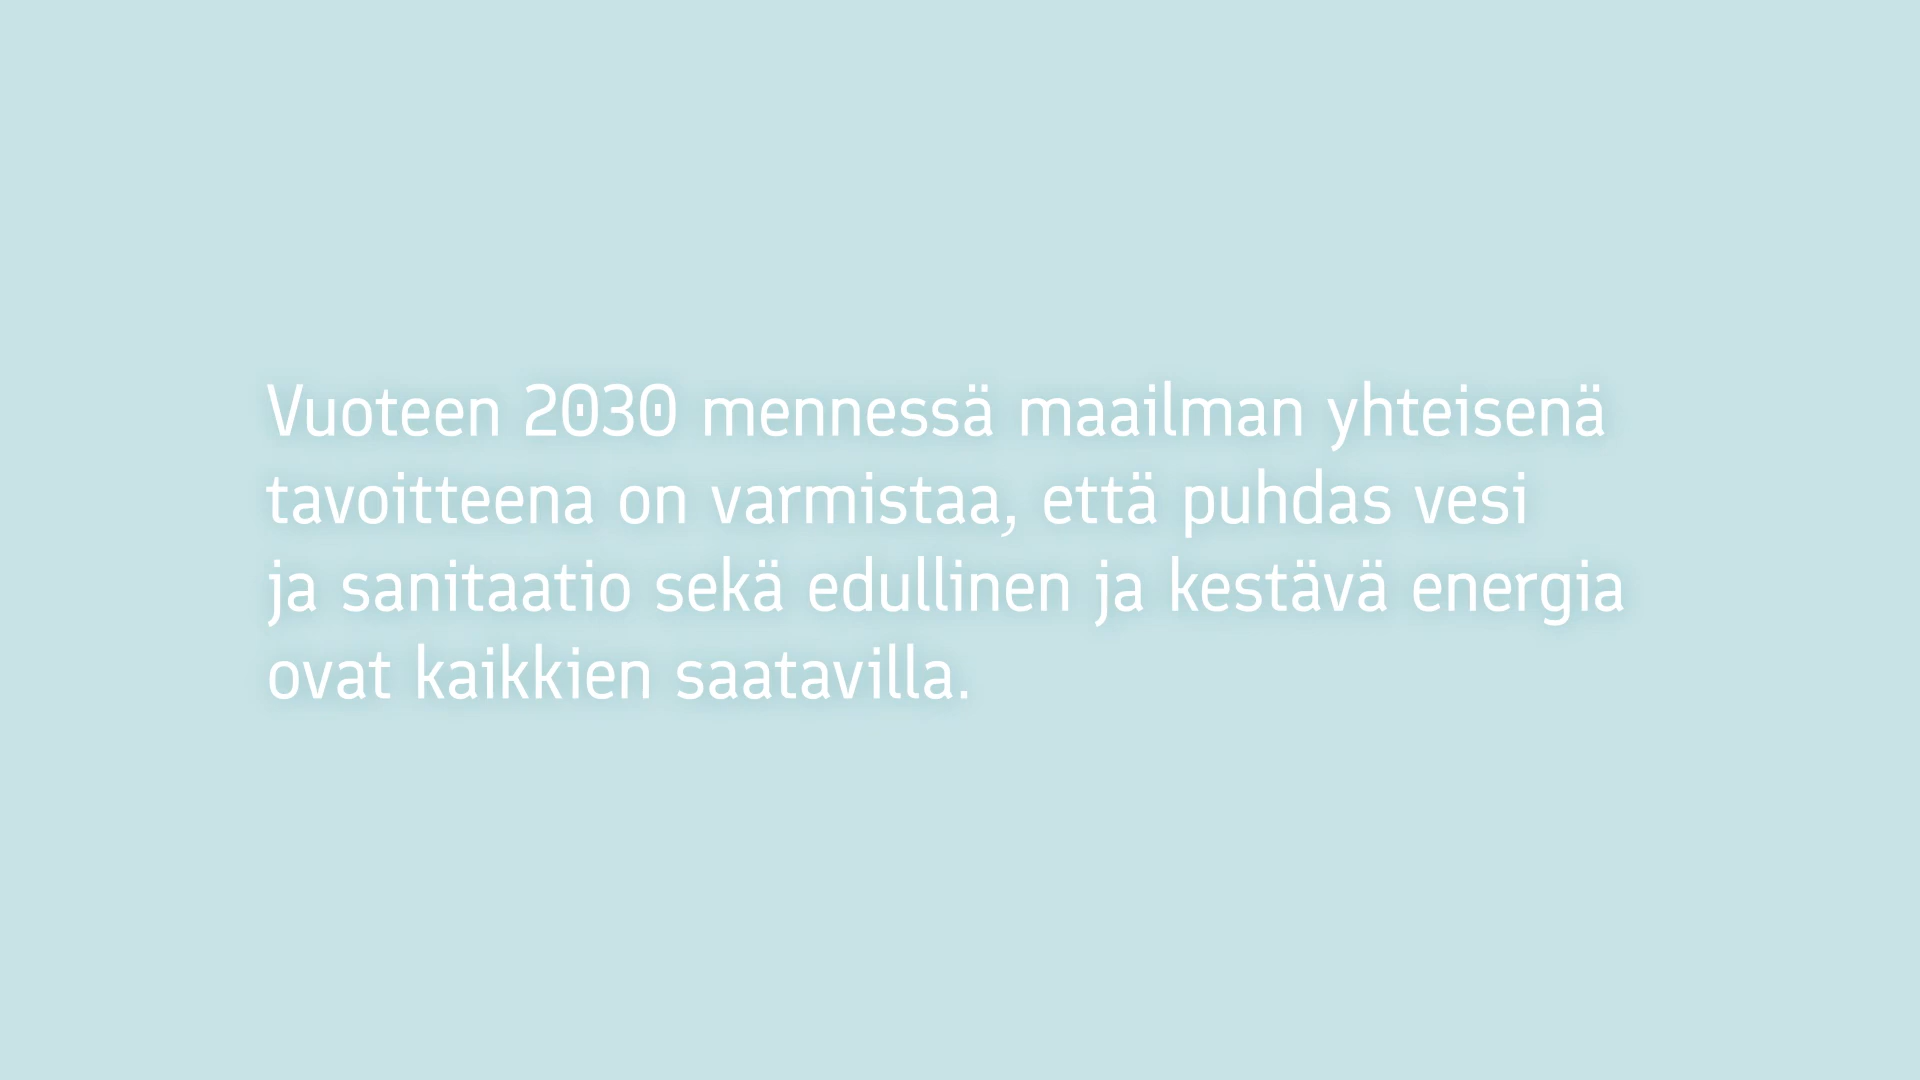 Vuoteen 2030 mennessä maailman yhteisenä
tavoitteena on varmistaa, että puhdas vesi
ja sanitaatio sekä edullinen ja kestävä energia
ovat kaikkien saatavilla.